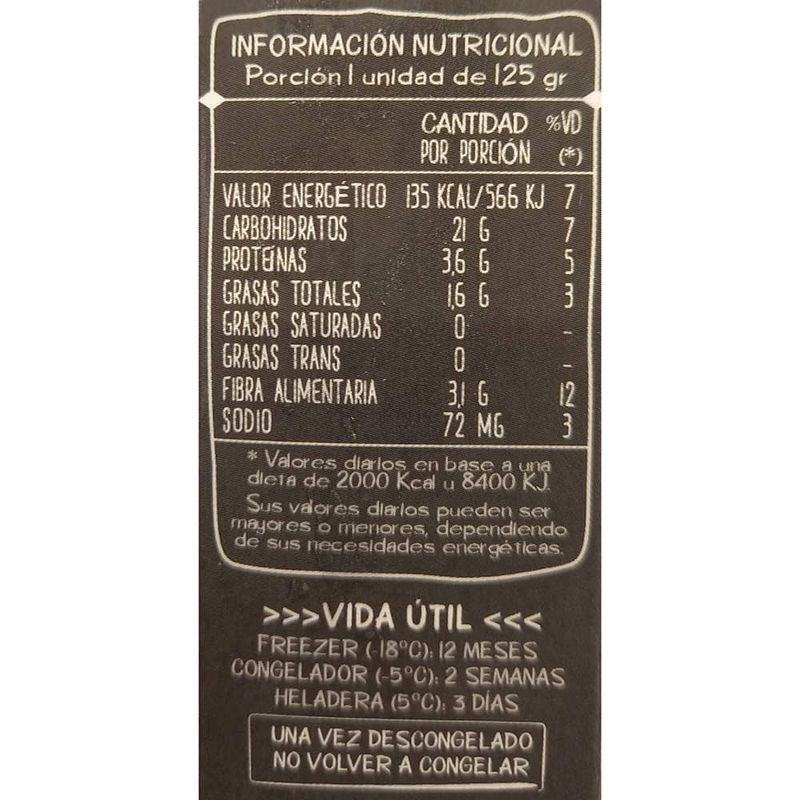 INFORMACIÓN NUTRICIONAL
Porción 1 unidad de 125 gr
CANTIDAD %VD
POR PORCIÓN (*)
VALOR ENERGÉTICO 135 KCAL/566 KJ 7
CARBOHIDRATOS 21 G 7
PROTEÍNAS 3,6 G 5
GRASAS TOTALES 1,6 G 3
GRASAS SATURADAS 0 -
GRASAS TRANS 0 -
FIBRA ALIMENTARIA 3,1 G 12
SODIO 72 MG 3
* Valores diarios en base a una
dieta de 2000 Kcal u 8400 KJ.
Sus valores diarios pueden ser
mayores o menores, dependiendo
de sus necesidades energéticas.
>>>VIDA ÚTIL <<<
FREEZER (-18°C): 12 MESES
CONGELADOR (-5°C): 2 SEMANAS
HELADERA (5°C): 3 DÍAS
UNA VEZ DESCONGELADO
NO VOLVER A CONGELAR